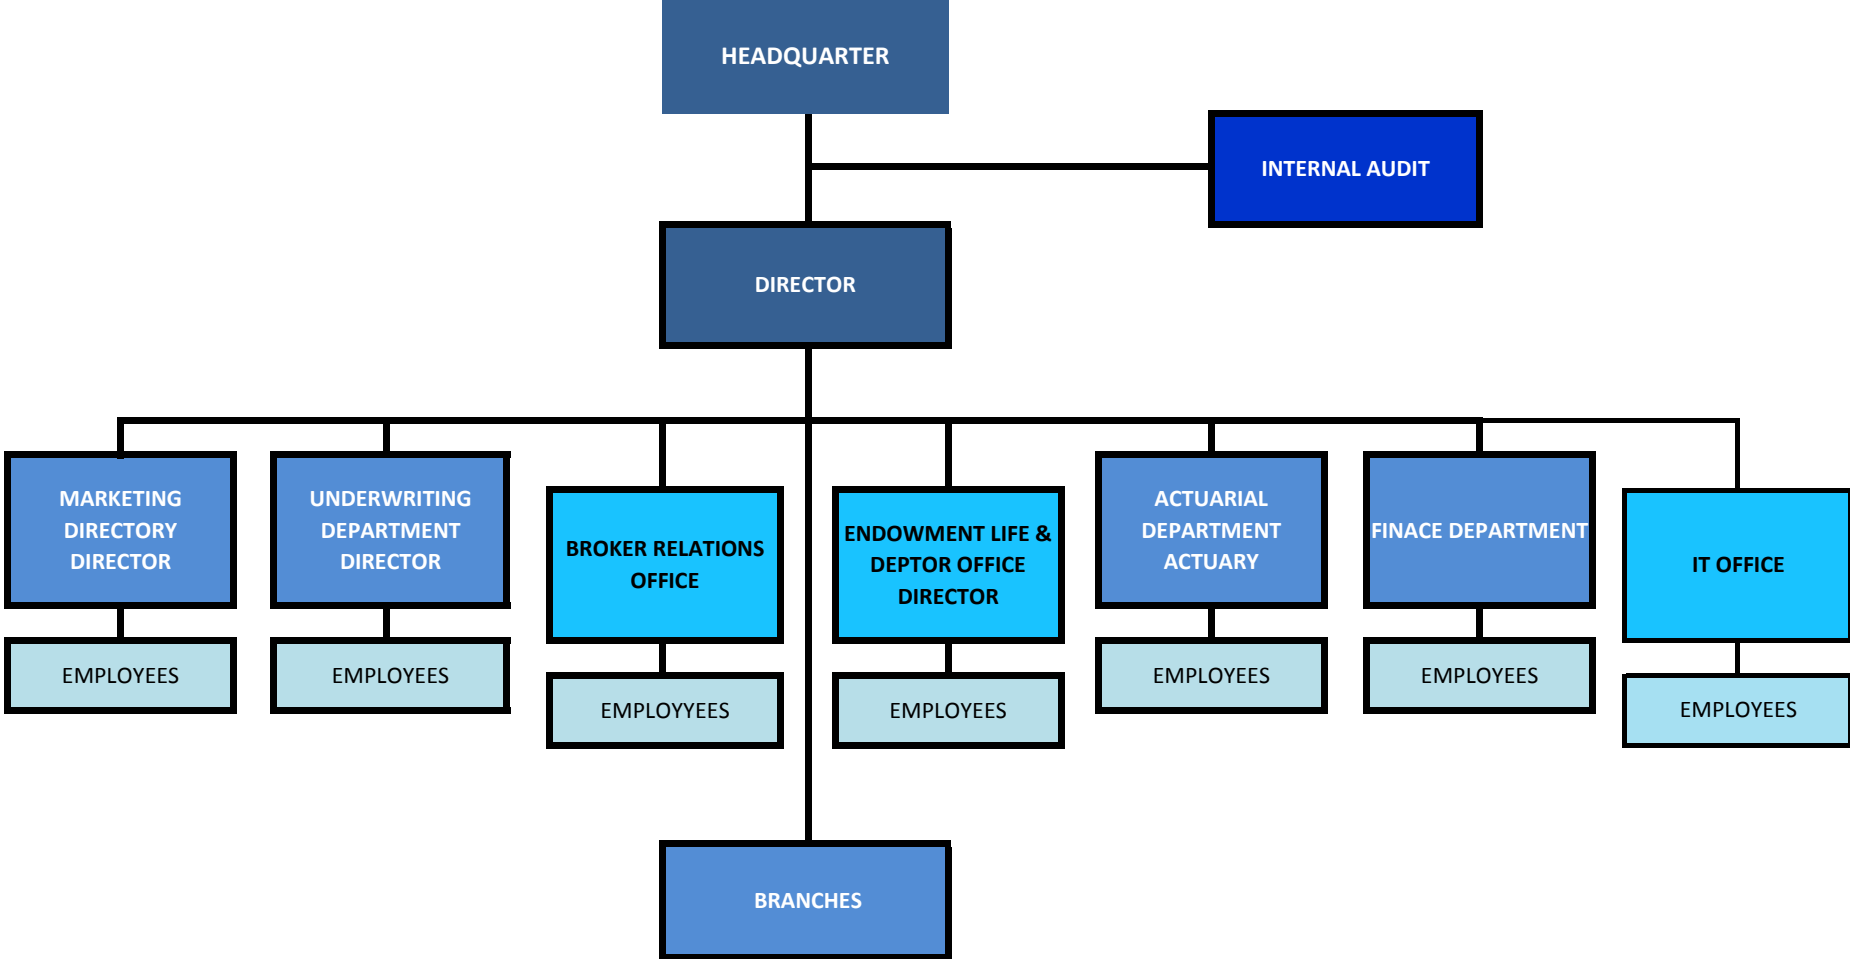 HEADQUARTER
INTERNAL AUDIT
DIRECTOR
MARKETING
DIRECTORY
DIRECTOR
UNDERWRITING
DEPARTMENT
DIRECTOR
BROKER RELATIONS
OFFICE
ENDOWMENT LIFE &
DEPTOR OFFICE
DIRECTOR
ACTUARIAL
DEPARTMENT
ACTUARY
FINACE DEPARTMENT
IT OFFICE
EMPLOYEES
EMPLOYEES
EMPLOYYEES
EMPLOYEES
EMPLOYEES
EMPLOYEES
EMPLOYEES
BRANCHES